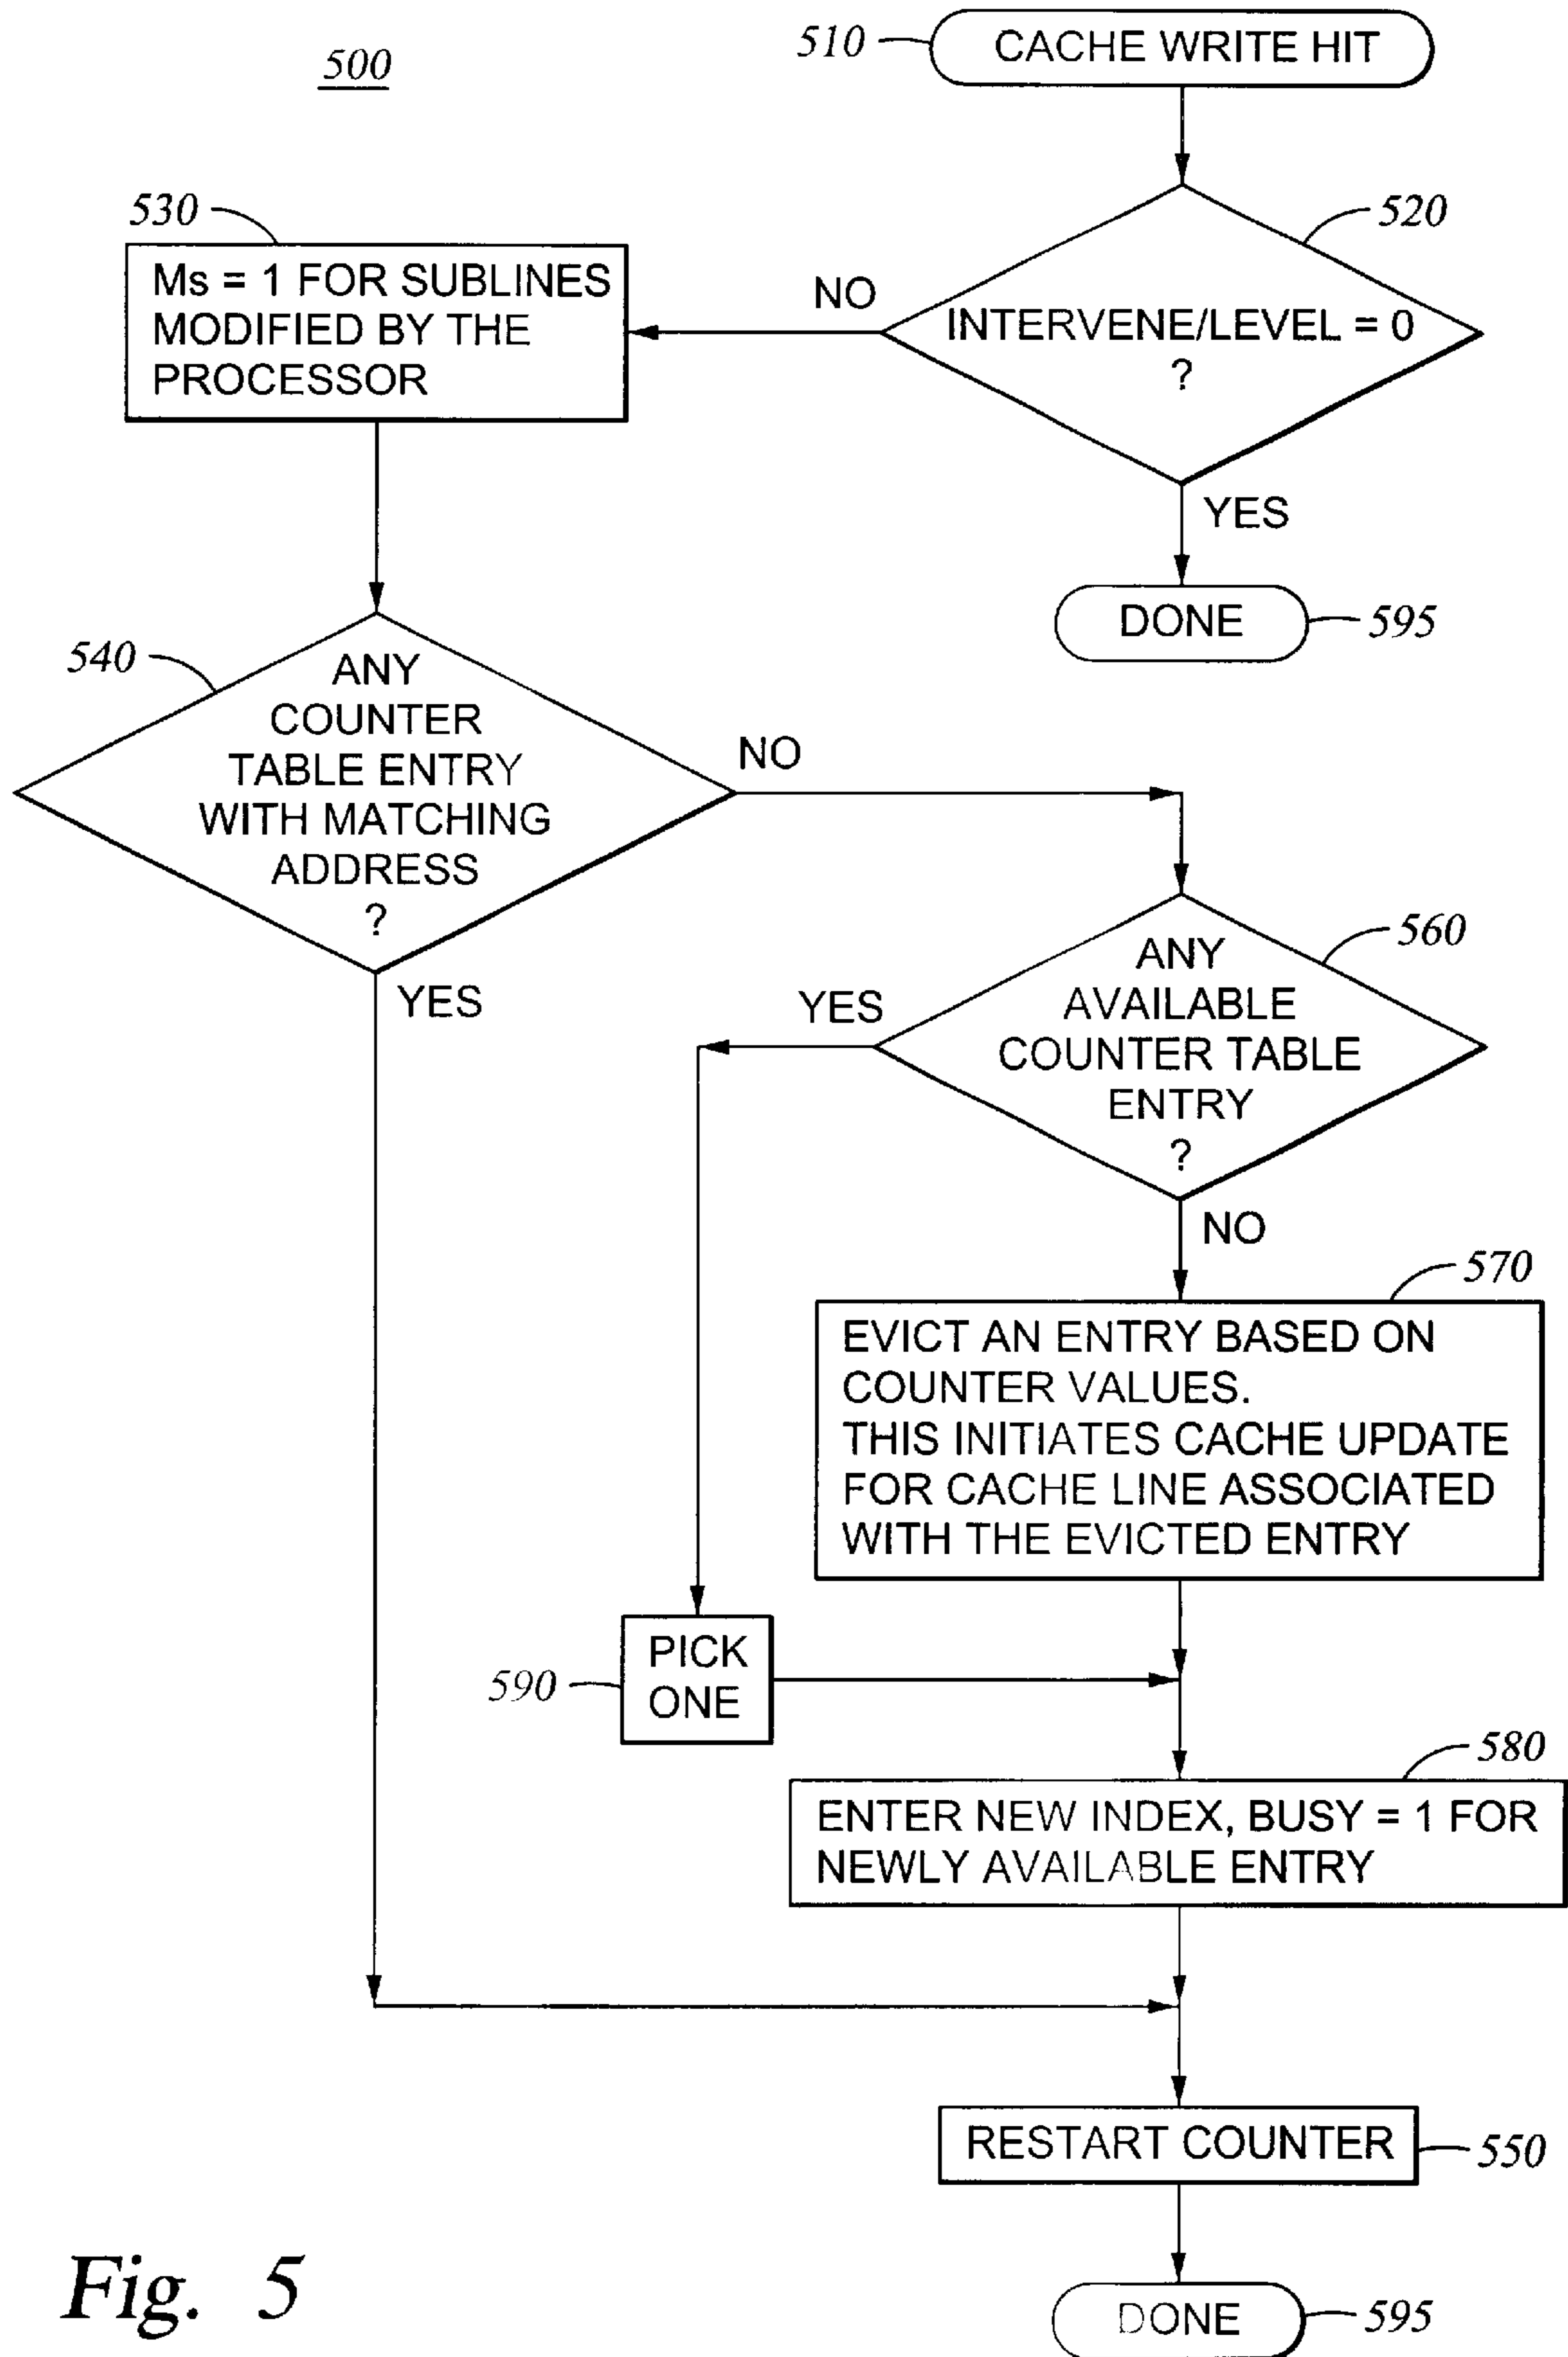 500
510
CACHE WRITE HIT
520
INTERVENE/LEVEL = 0
?
NO
YES
530
Ms = 1 FOR SUBLINES
MODIFIED BY THE
PROCESSOR
DONE
595
540
ANY
COUNTER
TABLE ENTRY
WITH MATCHING
ADDRESS
?
NO
YES
560
ANY
AVAILABLE
COUNTER TABLE
ENTRY
?
YES
NO
570
EVICT AN ENTRY BASED ON
COUNTER VALUES.
THIS INITIATES CACHE UPDATE
FOR CACHE LINE ASSOCIATED
WITH THE EVICTED ENTRY
590
PICK
ONE
580
ENTER NEW INDEX, BUSY = 1 FOR
NEWLY AVAILABLE ENTRY
RESTART COUNTER
550
DONE
595
Fig. 5